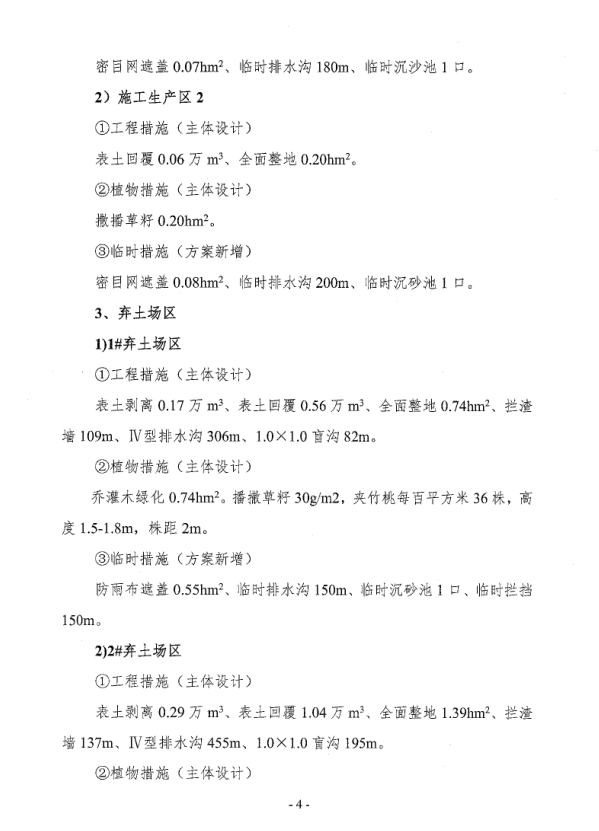 密目网遮盖 0.07hm²、临时排水沟 180m、临时沉沙池 1 口。
2）施工生产区 2
①工程措施（主体设计）
表土回覆 0.06 万 m³、全面整地 0.20hm²。
②植物措施（主体设计）
撒播草籽 0.20hm²。
③临时措施（方案新增）
密目网遮盖 0.08hm²、临时排水沟 200m、临时沉砂池 1 口。
3、弃土场区
1)1#弃土场区
①工程措施（主体设计）
表土剥离 0.17 万 m³、表土回覆 0.56 万 m³、全面整地 0.74hm²、拦渣
墙 109m、Ⅳ型排水沟 306m、1.0×1.0 盲沟 82m。
②植物措施（主体设计）
乔灌木绿化 0.74hm²。播撒草籽 30g/m2，夹竹桃每百平方米 36 株，高
度 1.5-1.8m，株距 2m。
③临时措施（方案新增）
防雨布遮盖 0.55hm²、临时排水沟 150m、临时沉砂池 1 口、临时拦挡
150m。
2)2#弃土场区
①工程措施（主体设计）
表土剥离 0.29 万 m³、表土回覆 1.04 万 m³、全面整地 1.39hm²、拦渣
墙 137m、Ⅳ型排水沟 455m、1.0×1.0 盲沟 195m。
②植物措施（主体设计）
- 4 -